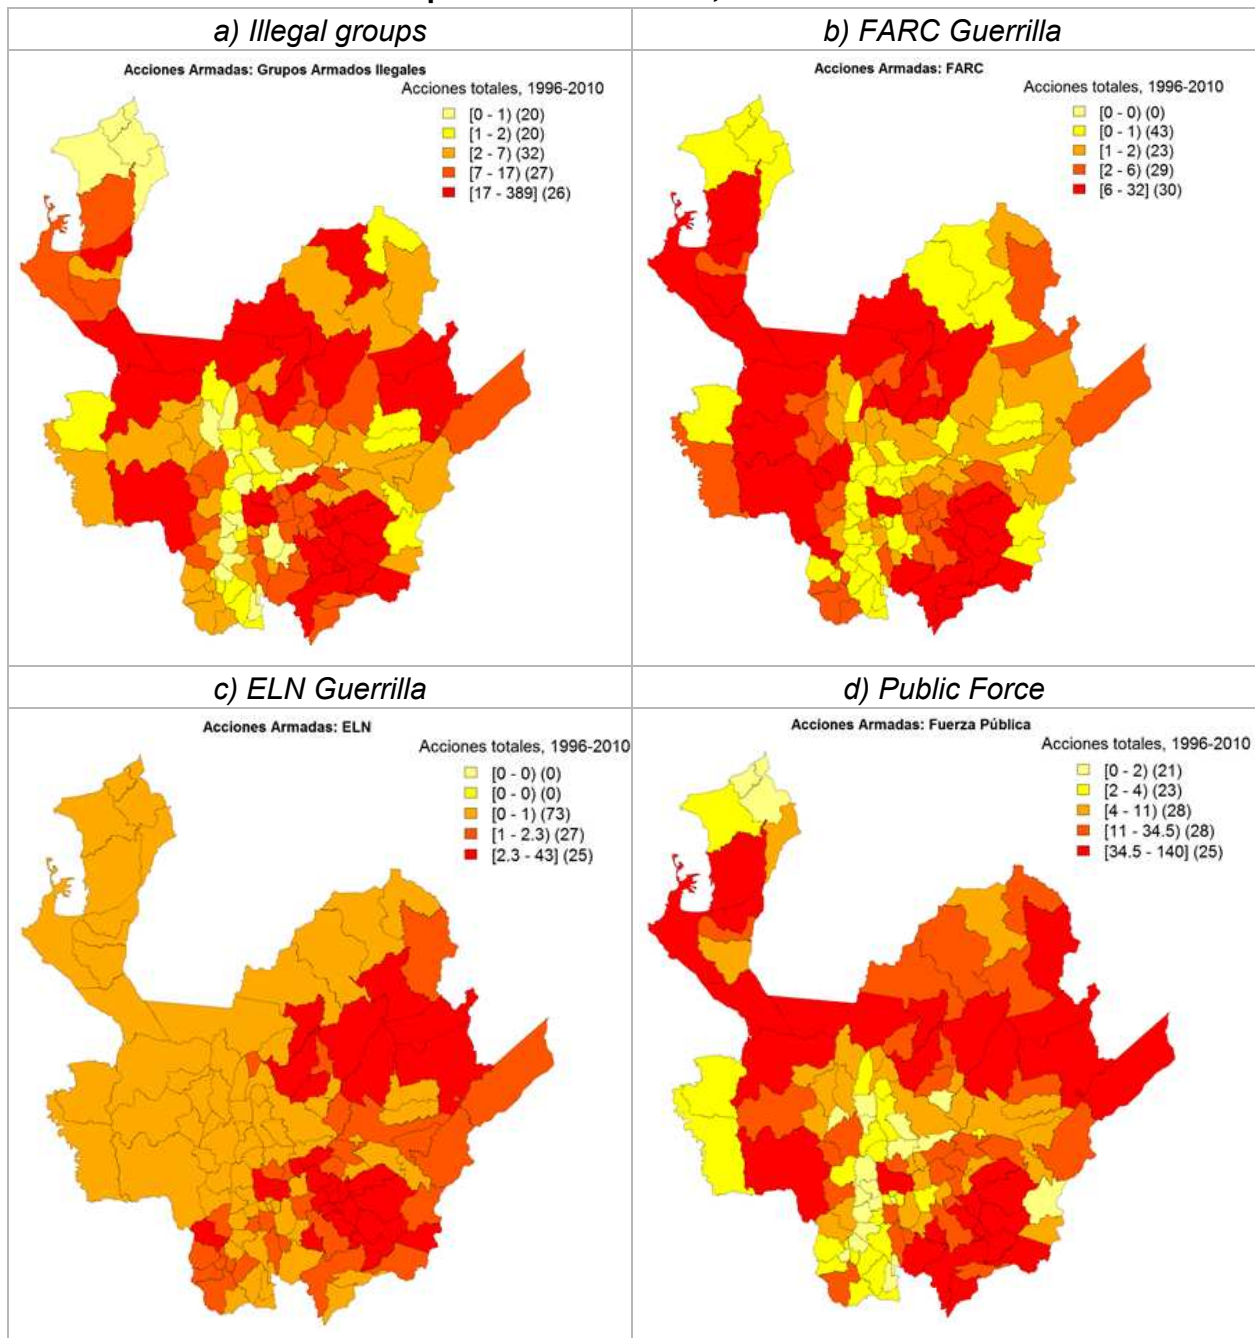 a) Illegal groups
b) FARC Guerrilla
Acciones Armadas: Grupos Armados Ilegales
Acciones totales, 1996-2010
[0 - 1) (20)
[1 - 2) (20)
[2 - 7) (32)
[7 - 17) (27)
[17 - 389] (26)
Acciones Armadas: FARC
Acciones totales, 1996-2010
[0 - 0) (0)
[0 - 1) (43)
[1 - 2) (23)
[2 - 6) (29)
[6 - 32] (30)
c) ELN Guerrilla
d) Public Force
Acciones Armadas: ELN
Acciones totales, 1996-2010
[0 - 0) (0)
[0 - 0) (0)
[0 - 1) (73)
[1 - 2.3) (27)
[2.3 - 43] (25)
Acciones Armadas: Fuerza Pública
Acciones totales, 1996-2010
[0 - 2) (21)
[2 - 4) (23)
[4 - 11) (28)
[11 - 34.5) (28)
[34.5 - 140] (25)